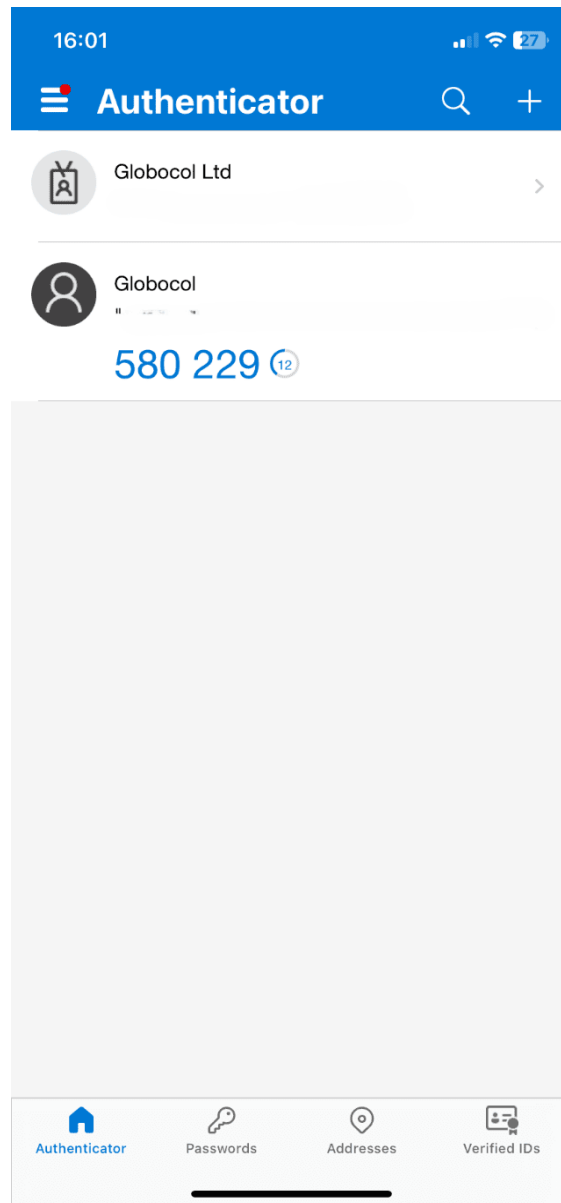 16:01
27
Authenticator
Globocol Ltd
Globocol
"
580 229 12
Authenticator Passwords Addresses Verified IDs